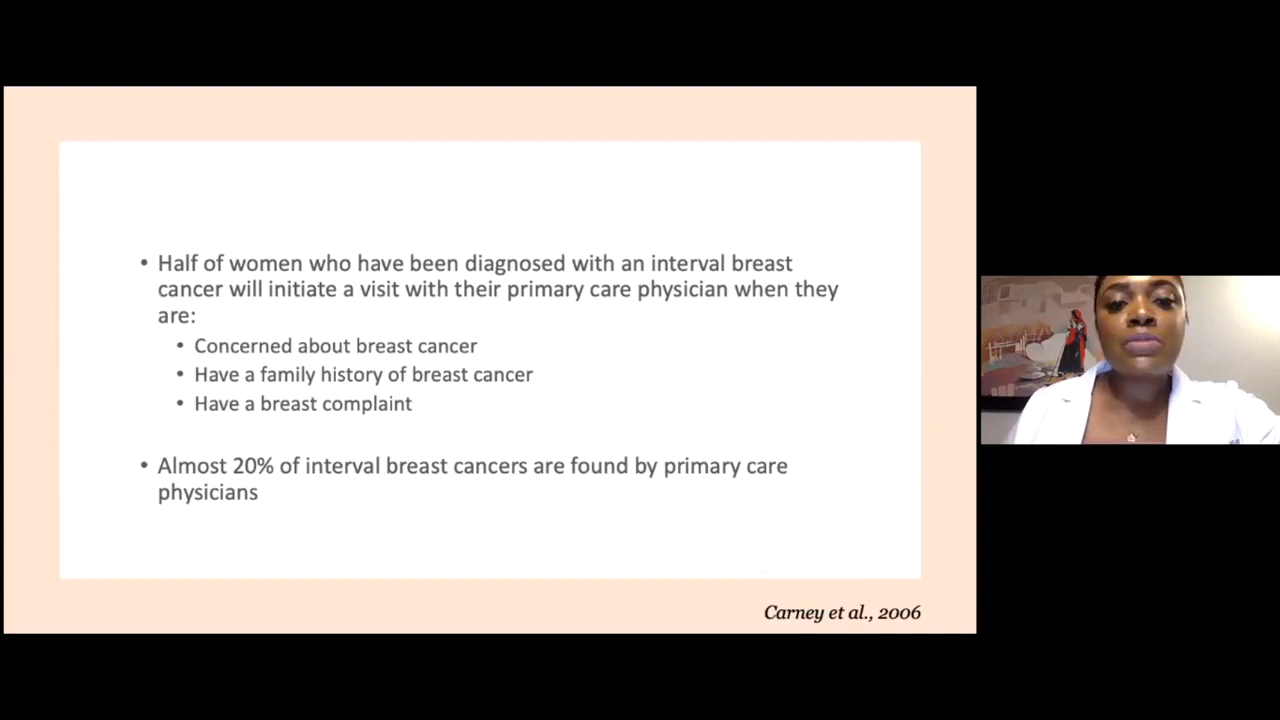 • Half of women who have been diagnosed with an interval breast
cancer will initiate a visit with their primary care physician when they
are:
• Concerned about breast cancer
• Have a family history of breast cancer
• Have a breast complaint
• Almost 20% of interval breast cancers are found by primary care
physicians
Carney et al., 2006